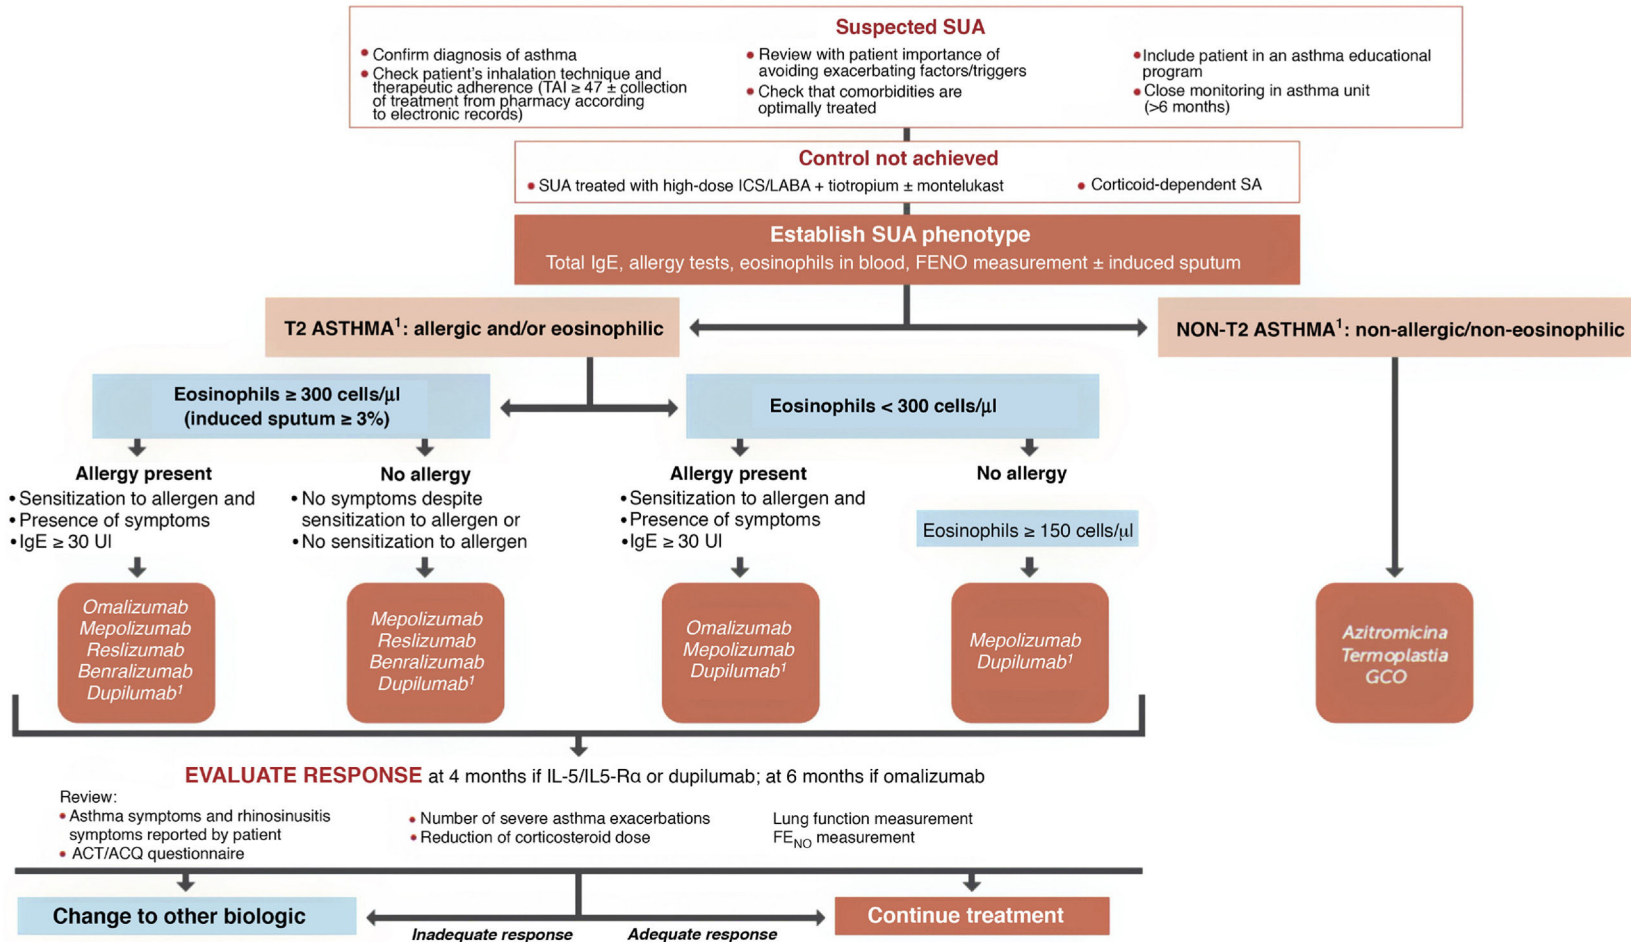 Suspected SUA
• Confirm diagnosis of asthma
• Check patient's inhalation technique and
therapeutic adherence (TAI ≥ 47 ± collection
of treatment from pharmacy according
to electronic records)
• Review with patient importance of
avoiding exacerbating factors/triggers
• Check that comorbidities are
optimally treated
• Include patient in an asthma educational
program
• Close monitoring in asthma unit
(>6 months)
Control not achieved
• SUA treated with high-dose ICS/LABA + tiotropium ± montelukast
• Corticoid-dependent SA
Establish SUA phenotype
Total IgE, allergy tests, eosinophils in blood, FENO measurement ± induced sputum
T2 ASTHMA¹: allergic and/or eosinophilic
NON-T2 ASTHMA¹: non-allergic/non-eosinophilic
Eosinophils ≥ 300 cells/μl
(induced sputum ≥ 3%)
Eosinophils < 300 cells/μl
Allergy present
• Sensitization to allergen and
• Presence of symptoms
• IgE ≥ 30 UI
No allergy
• No symptoms despite
sensitization to allergen or
• No sensitization to allergen
Allergy present
• Sensitization to allergen and
• Presence of symptoms
• IgE ≥ 30 UI
No allergy
Eosinophils ≥ 150 cells/μl
Omalizumab
Mepolizumab
Reslizumab
Benralizumab
Dupilumab¹
Mepolizumab
Reslizumab
Benralizumab
Dupilumab¹
Omalizumab
Mepolizumab
Dupilumab¹
Mepolizumab
Dupilumab¹
Azitromicina
Termoplastia
GCO
EVALUATE RESPONSE at 4 months if IL-5/IL5-Rα or dupilumab; at 6 months if omalizumab
Review:
• Asthma symptoms and rhinosinusitis
symptoms reported by patient
• ACT/ACQ questionnaire
• Number of severe asthma exacerbations
• Reduction of corticosteroid dose
Lung function measurement
FE_NO measurement
Change to other biologic
Inadequate response
Adequate response
Continue treatment